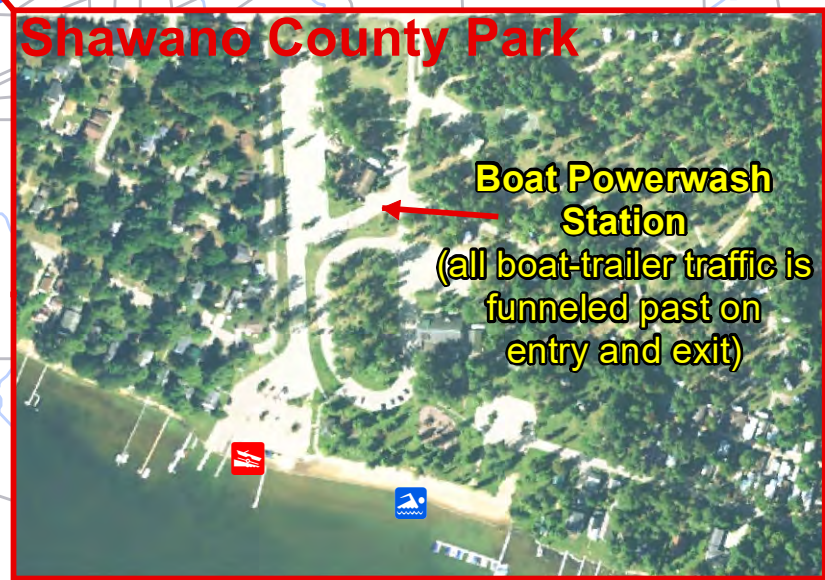 Shawano County Park
Boat Powerwash
Station
(all boat-trailer traffic is
funneled past on
entry and exit)